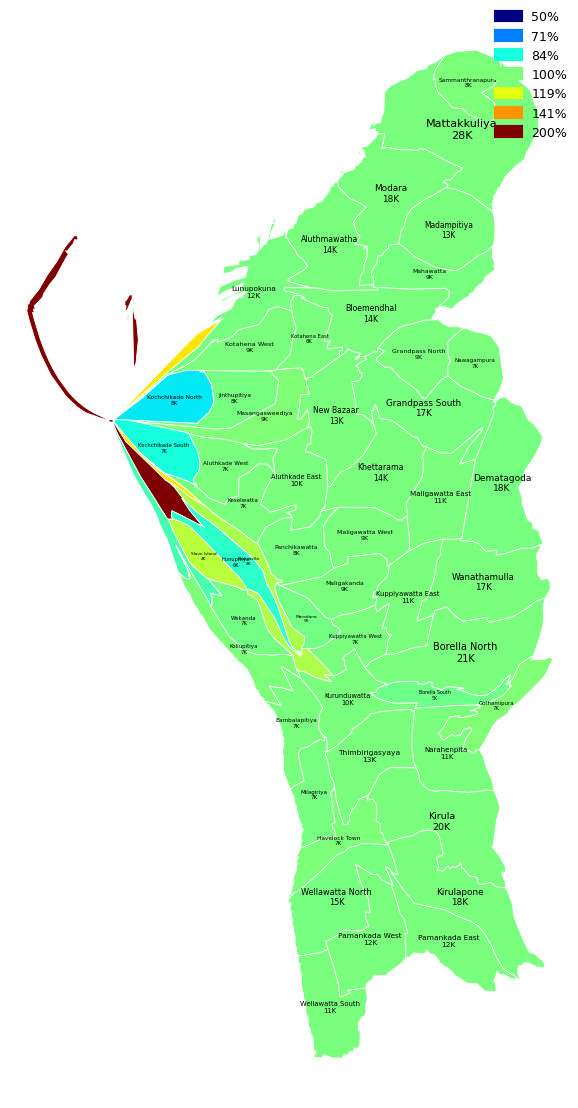 50%
71%
84%
100%
119%
141%
200%
Sammanthranapura
8K
Mattakkuliya
28K
Modara
18K
Madampitiya
13K
Aluthmawatha
14K
Mahawatta
9K
Lunupokuna
12K
Bloemendhal
14K
Kotahena East
6K
Kotahena West
9K
Grandpass North
9K
Nawagampura
7K
Kochchikade North
8K
Jinthupitiya
8K
Masangasweediya
9K
New Bazaar
13K
Grandpass South
17K
Kochchikade South
7K
Aluthkade West
7K
Aluthkade East
10K
Khettarama
14K
Dematagoda
18K
Keselwatta
7K
Maligawatta East
11K
Maligawatta West
9K
Panchikawatta
8K
Slave Island
4K
Hunupitiya
6K
Maligakanda
9K
Wanathamulla
17K
Kuppiyawatta East
11K
Maradana
5K
Wekanda
7K
Kuppiyawatta West
7K
Kollupitiya
7K
Borella North
21K
Kurunduwatta
10K
Borella South
5K
Gothamipura
7K
Bambalapitiya
7K
Thimbirigasyaya
13K
Narahenpita
11K
Milagiriya
7K
Kirula
20K
Havelock Town
7K
Wellawatta North
15K
Kirulapone
18K
Pamankada West
12K
Pamankada East
12K
Wellawatta South
11K